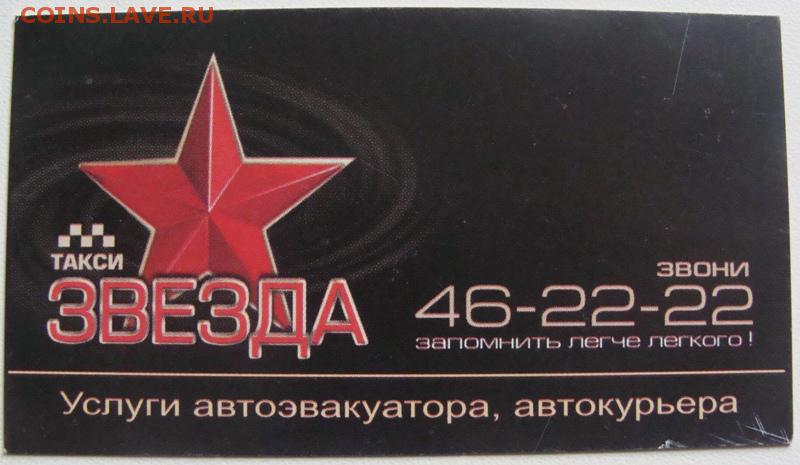 COINS.LAVE.RU
ТАКСИ
ЗВЕЗДА
ЗВОНИ
46-22-22
запомнить легче легкого!
Услуги автоэвакуатора, автокурьера